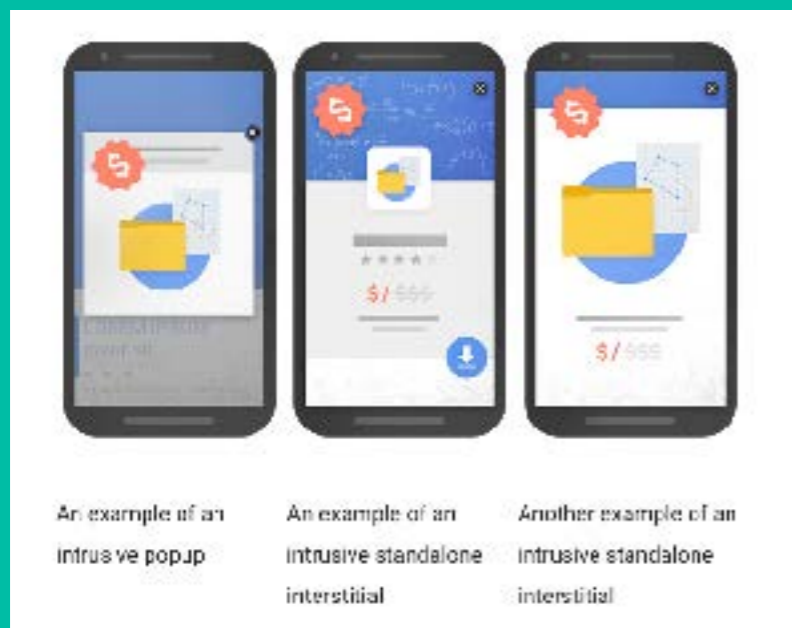 $ / $$$
$ / $$$
An example of an
intrusive popup
An example of an
intrusive standalone
interstitial
Another example of an
intrusive standalone
interstitial